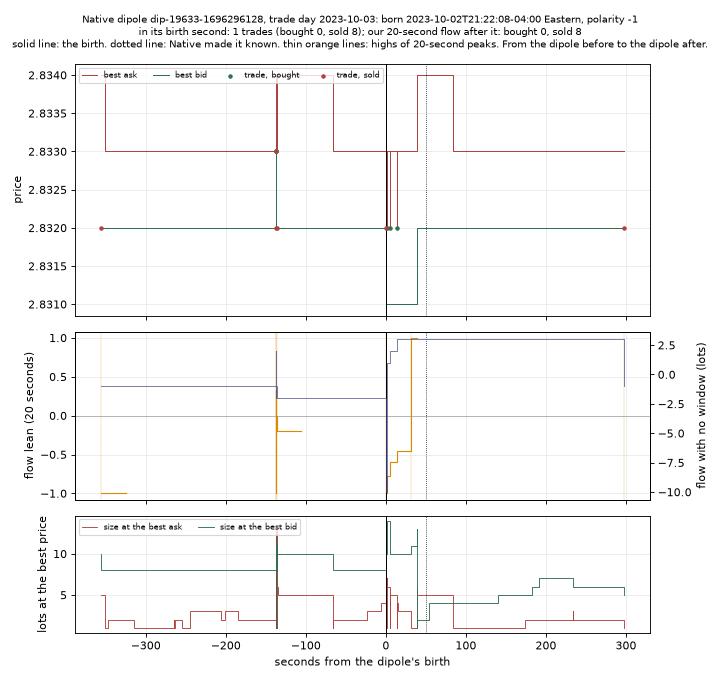 Native dipole dip-19633-1696296128, trade day 2023-10-03: born 2023-10-02T21:22:08-04:00 Eastern, polarity -1
in its birth second: 1 trades (bought 0, sold 8); our 20-second flow after it: bought 0, sold 8
solid line: the birth. dotted line: Native made it known. thin orange lines: highs of 20-second peaks. From the dipole before to the dipole after.
best ask best bid trade, bought trade, sold
2.8340
2.8335
2.8330
2.8325
2.8320
2.8315
2.8310
price
1.0
0.5
0.0
−0.5
−1.0
flow lean (20 seconds)
2.5
0.0
−2.5
−5.0
−7.5
−10.0
flow with no window (lots)
size at the best ask size at the best bid
10
5
lots at the best price
−300 −200 −100 0 100 200 300
seconds from the dipole's birth